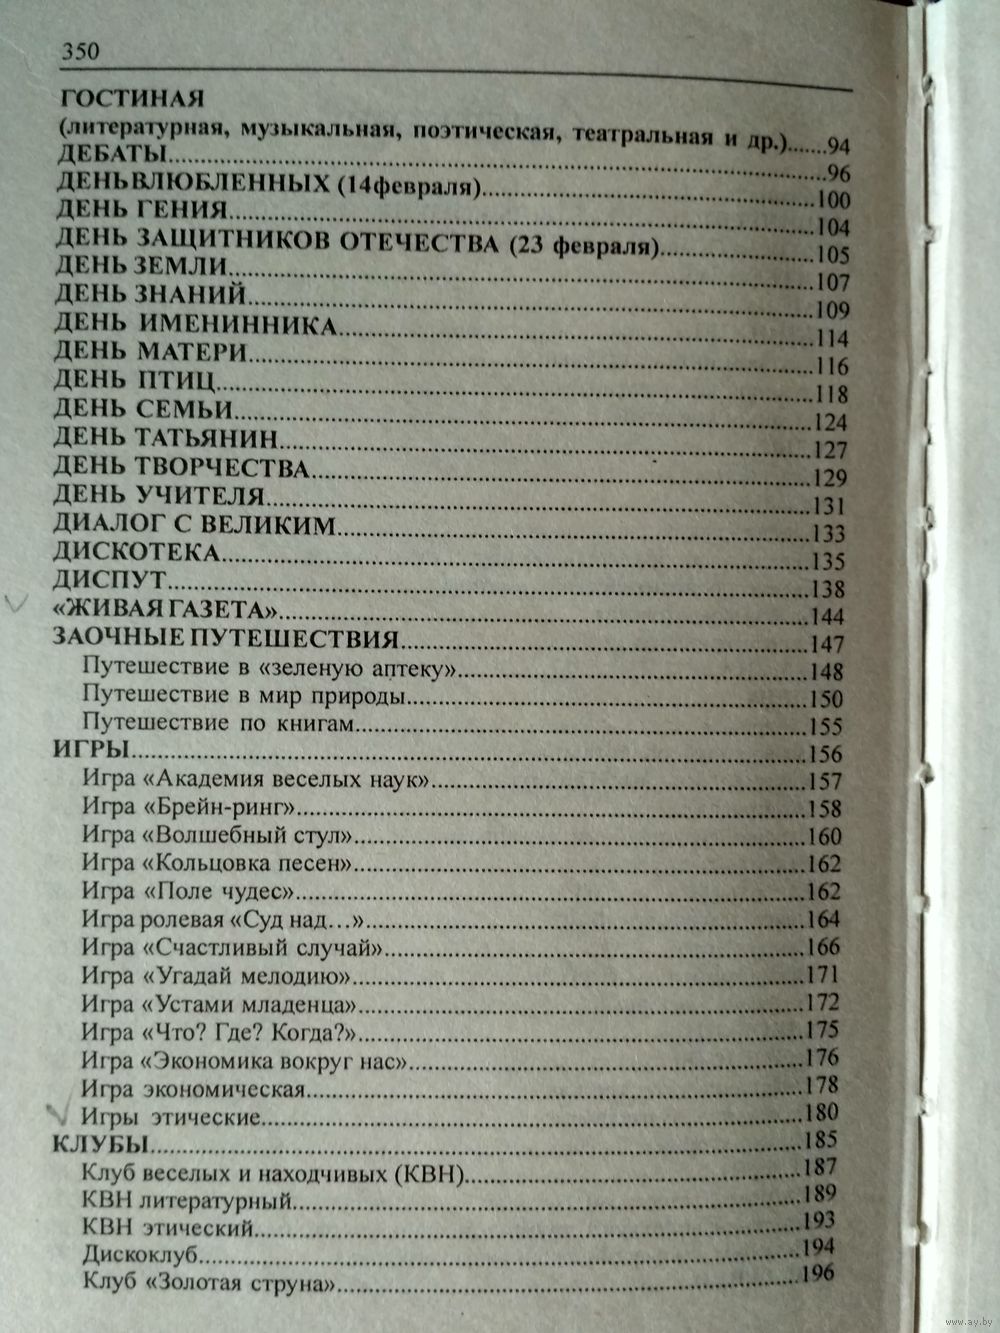 350
ГОСТИНАЯ
(литературная, музыкальная, поэтическая, театральная и др.).......94
ДЕБАТЫ.......96
ДЕНЬ ВЛЮБЛЕННЫХ (14февраля).......100
ДЕНЬ ГЕНИЯ.......104
ДЕНЬ ЗАЩИТНИКОВ ОТЕЧЕСТВА (23 февраля).......105
ДЕНЬ ЗЕМЛИ.......107
ДЕНЬ ЗНАНИЙ.......109
ДЕНЬ ИМЕНИННИКА.......114
ДЕНЬ МАТЕРИ.......116
ДЕНЬ ПТИЦ.......118
ДЕНЬ СЕМЬИ.......124
ДЕНЬ ТАТЬЯНИН.......127
ДЕНЬ ТВОРЧЕСТВА.......129
ДЕНЬ УЧИТЕЛЯ.......131
ДИАЛОГ С ВЕЛИКИМ.......133
ДИСКОТЕКА.......135
ДИСПУТ.......138
«ЖИВАЯ ГАЗЕТА».......144
ЗАОЧНЫЕ ПУТЕШЕСТВИЯ.......147
Путешествие в «зеленую аптеку».......148
Путешествие в мир природы.......150
Путешествие по книгам.......155
ИГРЫ.......156
Игра «Академия веселых наук».......157
Игра «Брейн-ринг».......158
Игра «Волшебный стул».......160
Игра «Кольцовка песен».......162
Игра «Поле чудес».......162
Игра ролевая «Суд над...».......164
Игра «Счастливый случай».......166
Игра «Угадай мелодию».......171
Игра «Устами младенца».......172
Игра «Что? Где? Когда?».......175
Игра «Экономика вокруг нас».......176
Игра экономическая.......178
Игры этические.......180
КЛУБЫ.......185
Клуб веселых и находчивых (КВН).......187
КВН литературный.......189
КВН этический.......193
Дискоклуб.......194
Клуб «Золотая струна».......196
www.ay.by